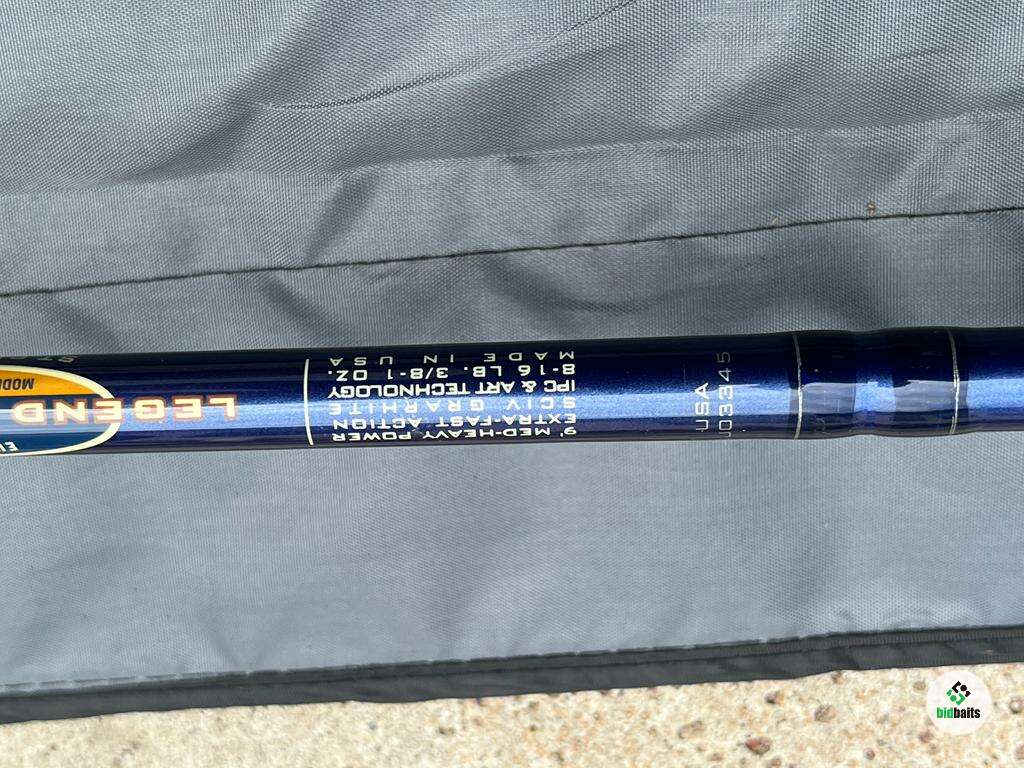 LEGEND
9' MED-HEAVY POWER
EXTRA-FAST ACTION
SCIV GRAPHITE
IPC & ART TECHNOLOGY
8-16 LB. 3/8-1 OZ.
MADE IN USA
USA
J03345
bidbaits